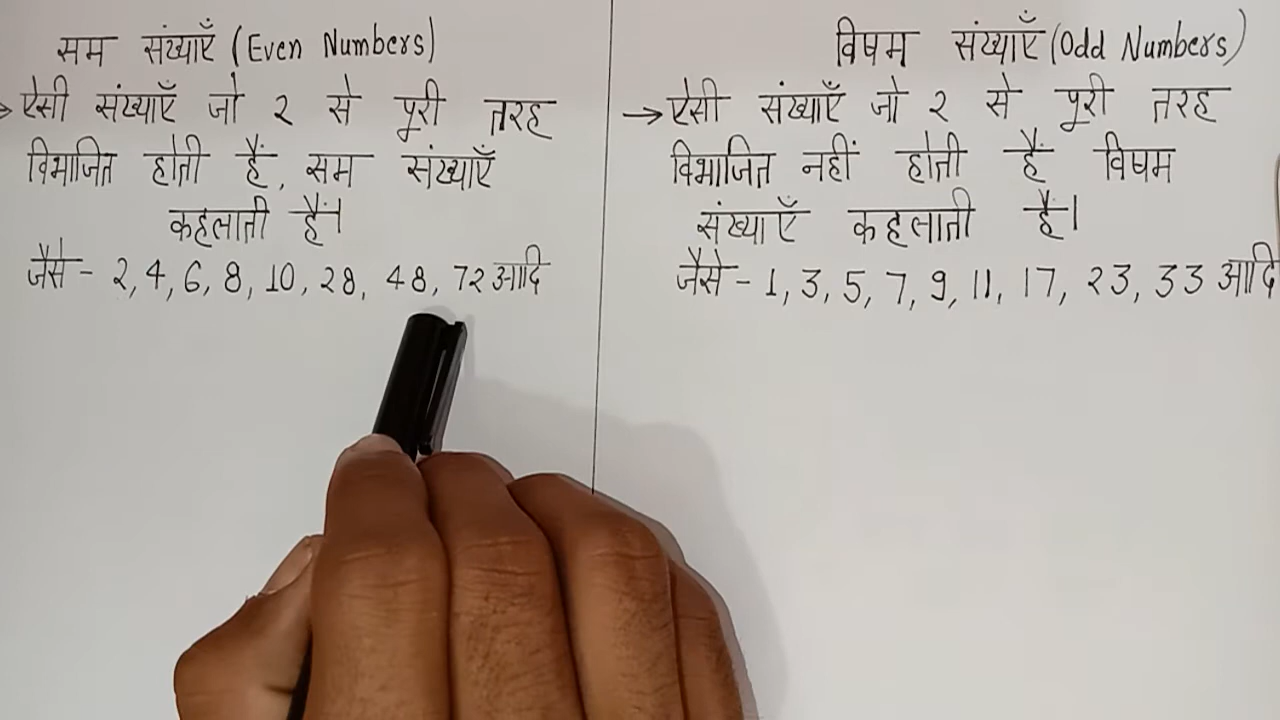 सम संख्याएँ (Even Numbers)
→ ऐसी संख्याएँ जो 2 से पूरी तरह
विभाजित होती हैं, सम संख्याएँ
कहलाती हैं।
जैसे - 2, 4, 6, 8, 10, 28, 48, 72 आदि
विषम संख्याएँ (Odd Numbers)
→ ऐसी संख्याएँ जो 2 से पूरी तरह
विभाजित नहीं होती हैं विषम
संख्याएँ कहलाती हैं।
जैसे - 1, 3, 5, 7, 9, 11, 17, 23, 33 आदि